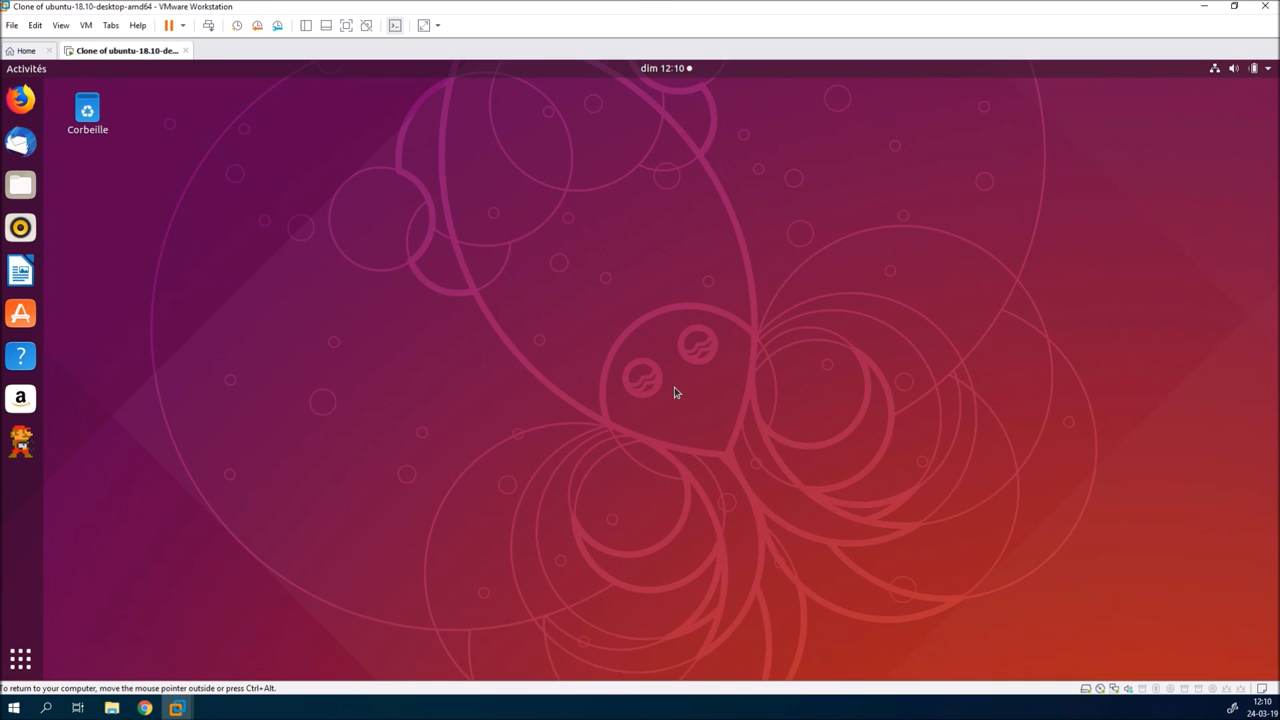 Clone of ubuntu-18.10-desktop-amd64 - VMware Workstation
File Edit View VM Tabs Help
Home Clone of ubuntu-18.10-de...
Activités dim 12:10
Corbeille
?
a
To return to your computer, move the mouse pointer outside or press Ctrl+Alt.
12:10
24-03-19